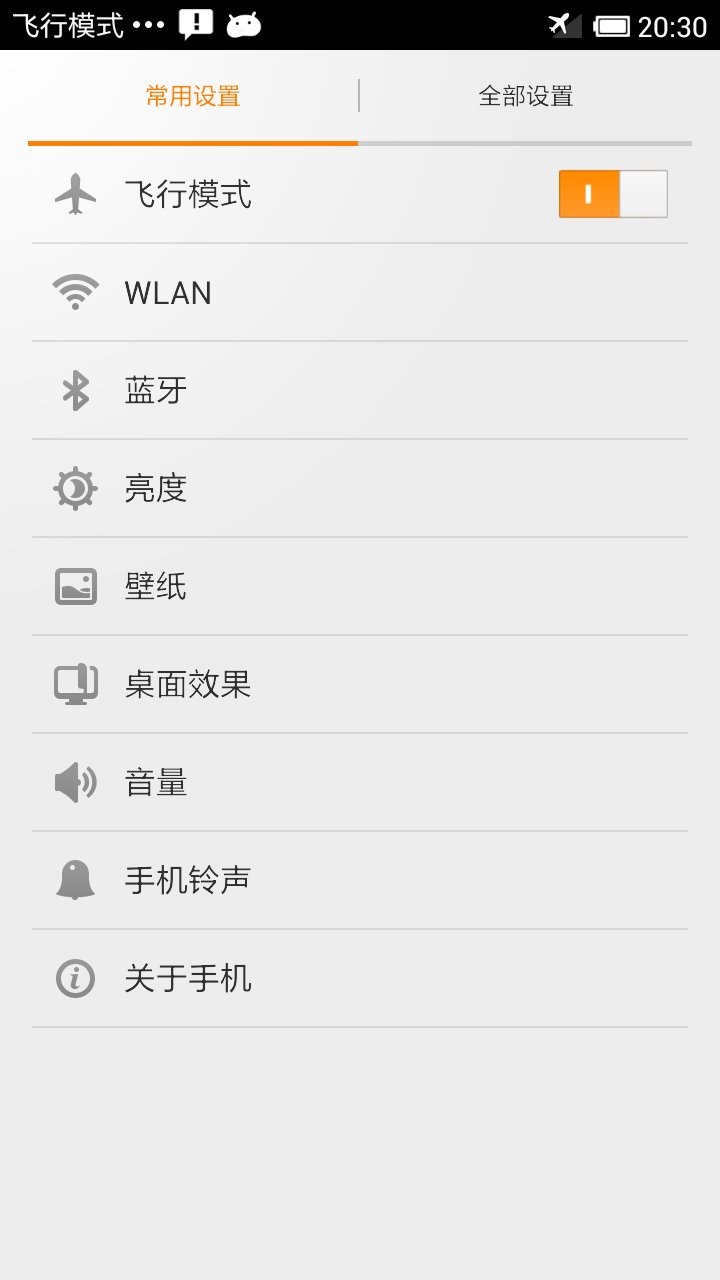 飞行模式 ••• 20:30
常用设置 全部设置
飞行模式
WLAN
蓝牙
亮度
壁纸
桌面效果
音量
手机铃声
关于手机